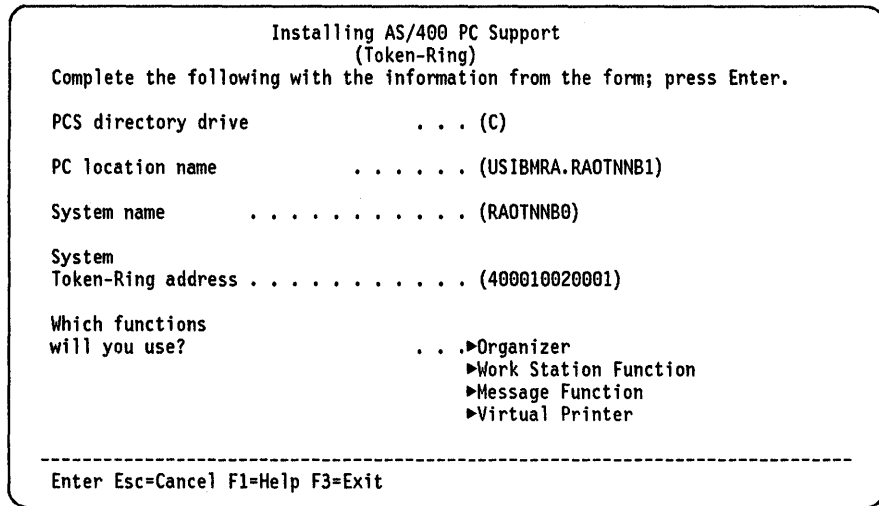 Installing AS/400 PC Support
(Token-Ring)
Complete the following with the information from the form; press Enter.
PCS directory drive . . . (C)
PC location name . . . . . . (USIBMRA.RAOTNNB1)
System name . . . . . . . . . . . (RAOTNNB0)
System
Token-Ring address . . . . . . . . . . . (400010020001)
Which functions
will you use? . . .►Organizer
►Work Station Function
►Message Function
►Virtual Printer
--------------------------------------------------------------------------
Enter Esc=Cancel F1=Help F3=Exit